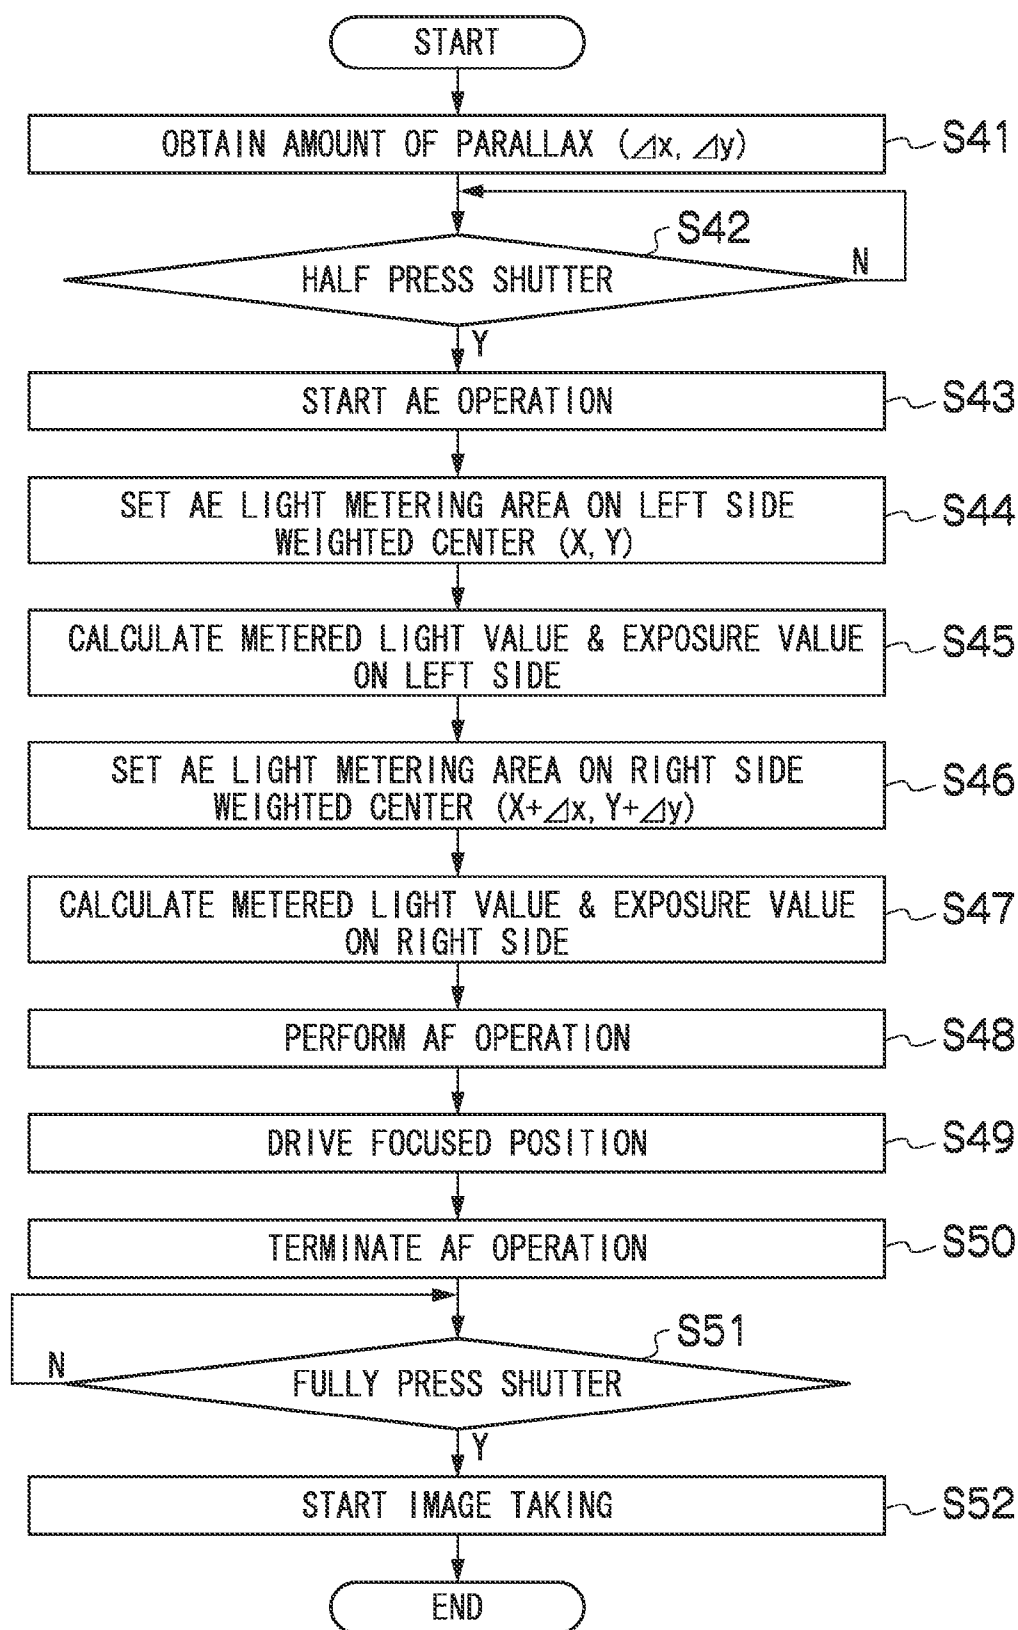 START
OBTAIN AMOUNT OF PARALLAX (⊿x, ⊿y)
S41
S42
HALF PRESS SHUTTER
N
Y
START AE OPERATION
S43
SET AE LIGHT METERING AREA ON LEFT SIDE
WEIGHTED CENTER (X, Y)
S44
CALCULATE METERED LIGHT VALUE & EXPOSURE VALUE
ON LEFT SIDE
S45
SET AE LIGHT METERING AREA ON RIGHT SIDE
WEIGHTED CENTER (X+⊿x, Y+⊿y)
S46
CALCULATE METERED LIGHT VALUE & EXPOSURE VALUE
ON RIGHT SIDE
S47
PERFORM AF OPERATION
S48
DRIVE FOCUSED POSITION
S49
TERMINATE AF OPERATION
S50
S51
N
FULLY PRESS SHUTTER
Y
START IMAGE TAKING
S52
END